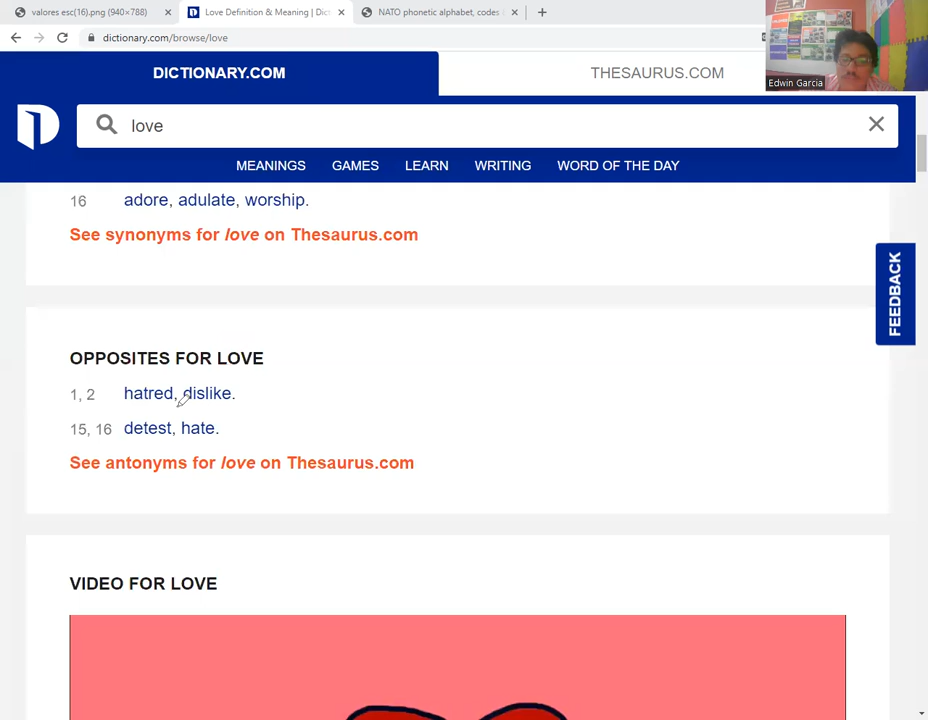 valores esc(16).png (940×788)
Love Definition & Meaning | Dict
NATO phonetic alphabet, codes
dictionary.com/browse/love
Edwin Garcia
DICTIONARY.COM
THESAURUS.COM
love
MEANINGS GAMES LEARN WRITING WORD OF THE DAY
16 adore, adulate, worship.
See synonyms for love on Thesaurus.com
FEEDBACK
OPPOSITES FOR LOVE
1, 2 hatred, dislike.
15, 16 detest, hate.
See antonyms for love on Thesaurus.com
VIDEO FOR LOVE